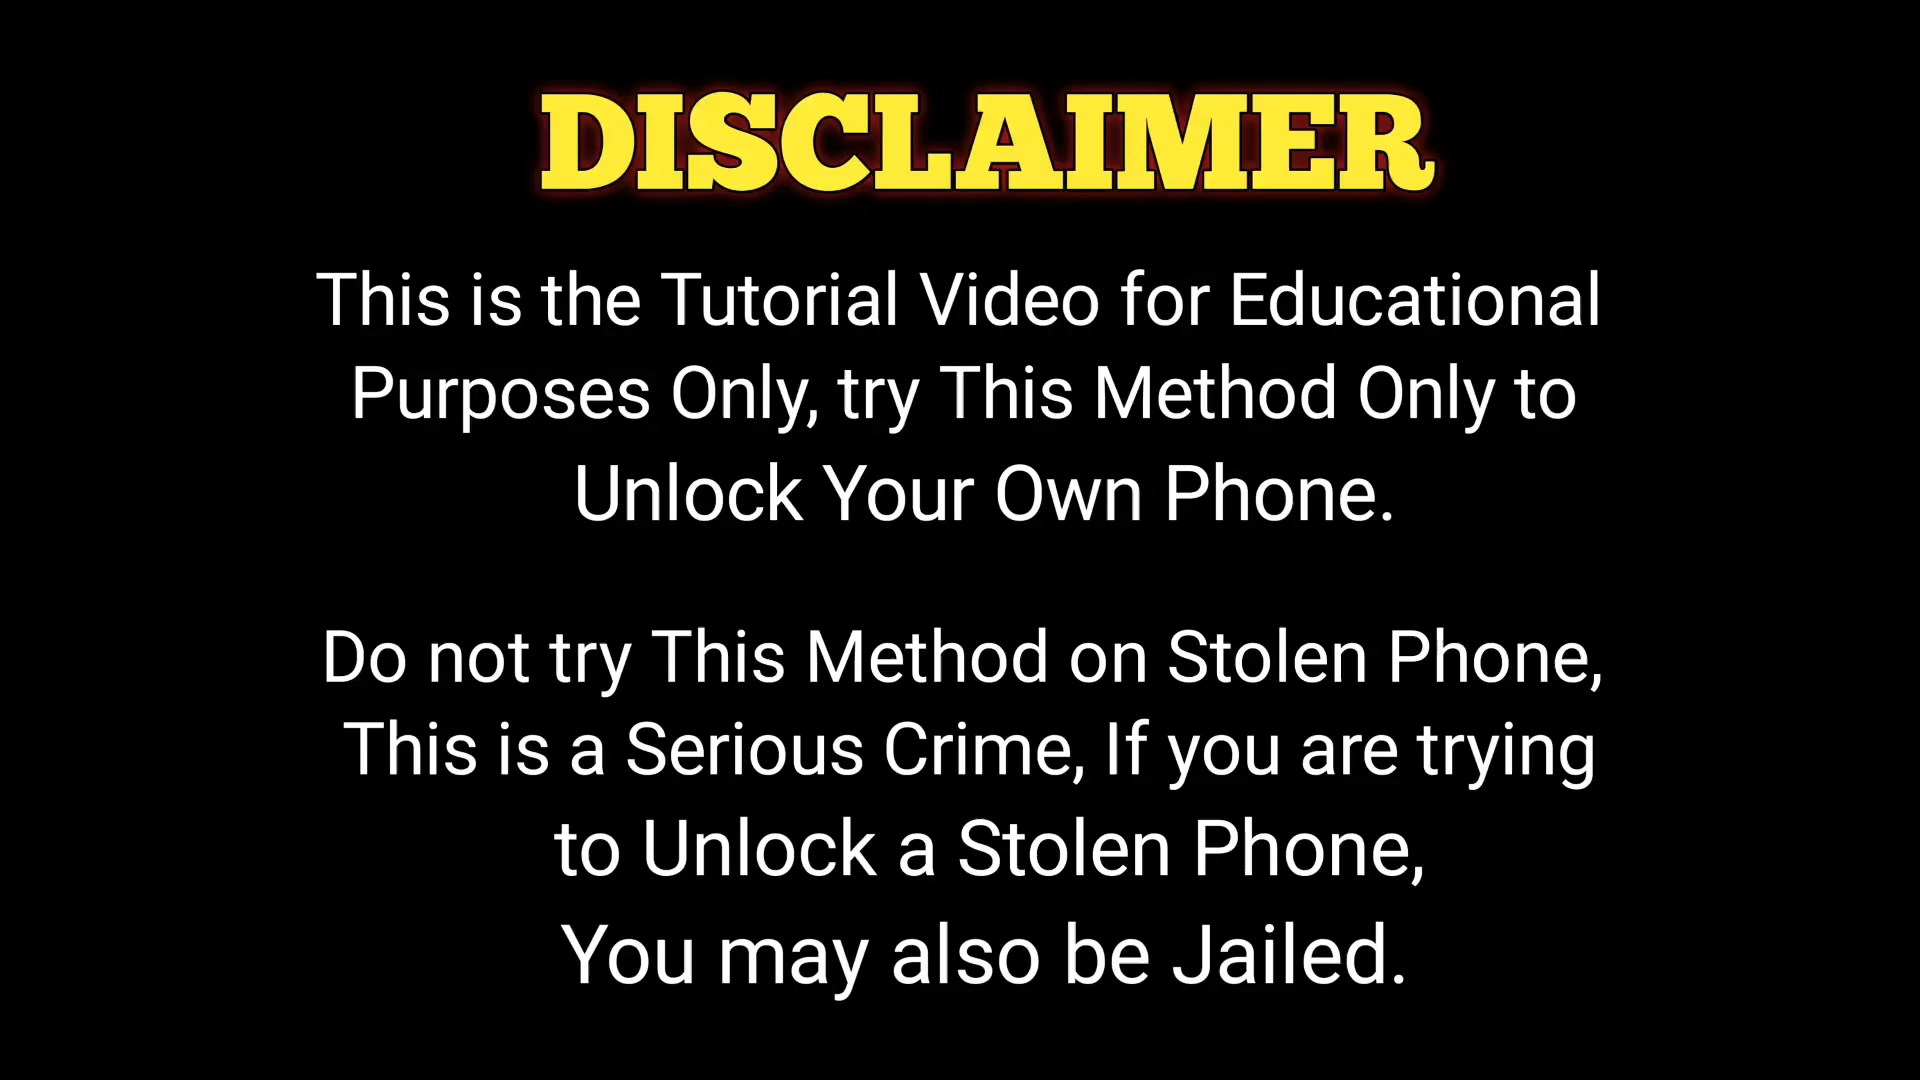 DISCLAIMER
This is the Tutorial Video for Educational
Purposes Only, try This Method Only to
Unlock Your Own Phone.
Do not try This Method on Stolen Phone,
This is a Serious Crime, If you are trying
to Unlock a Stolen Phone,
You may also be Jailed.